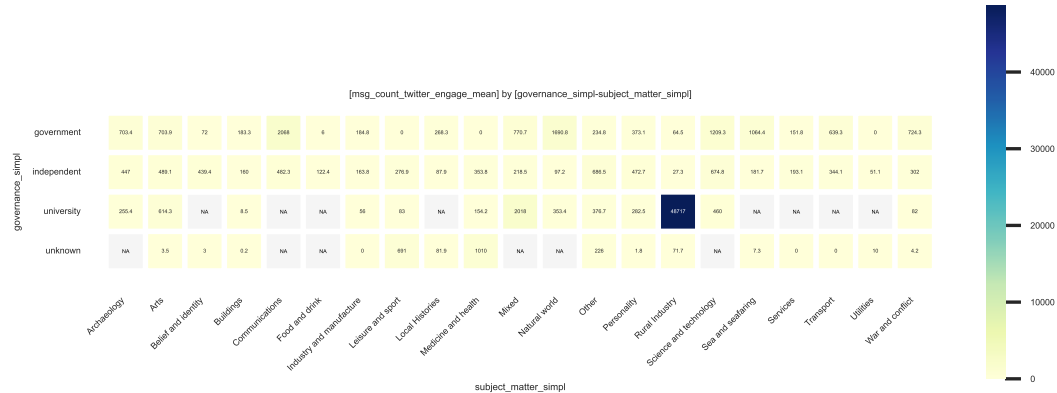 [msg_count_twitter_engage_mean] by [governance_simpl-subject_matter_simpl]
governance_simpl
government 703.4 703.9 72 183.3 2068 6 184.8 0 268.3 0 770.7 1690.8 234.8 373.1 64.5 1209.3 1064.4 151.8 639.3 0 724.3
independent 447 489.1 439.4 160 462.3 122.4 163.8 276.9 87.9 353.8 218.5 97.2 686.5 472.7 27.3 674.8 181.7 193.1 344.1 51.1 302
university 255.4 614.3 NA 8.5 NA NA 56 83 NA 154.2 2018 353.4 376.7 202.5 48717 460 NA NA NA NA 82
unknown NA 3.5 3 0.2 NA NA 0 691 81.9 1010 NA NA 226 1.8 71.7 NA 7.3 0 0 10 4.2
Archaeology
Arts
Belief and identity
Buildings
Communications
Food and drink
Industry and manufacture
Leisure and sport
Local Histories
Medicine and health
Mixed
Natural world
Other
Personality
Rural Industry
Science and technology
Sea and seafaring
Services
Transport
Utilities
War and conflict
subject_matter_simpl
40000
30000
20000
10000
0